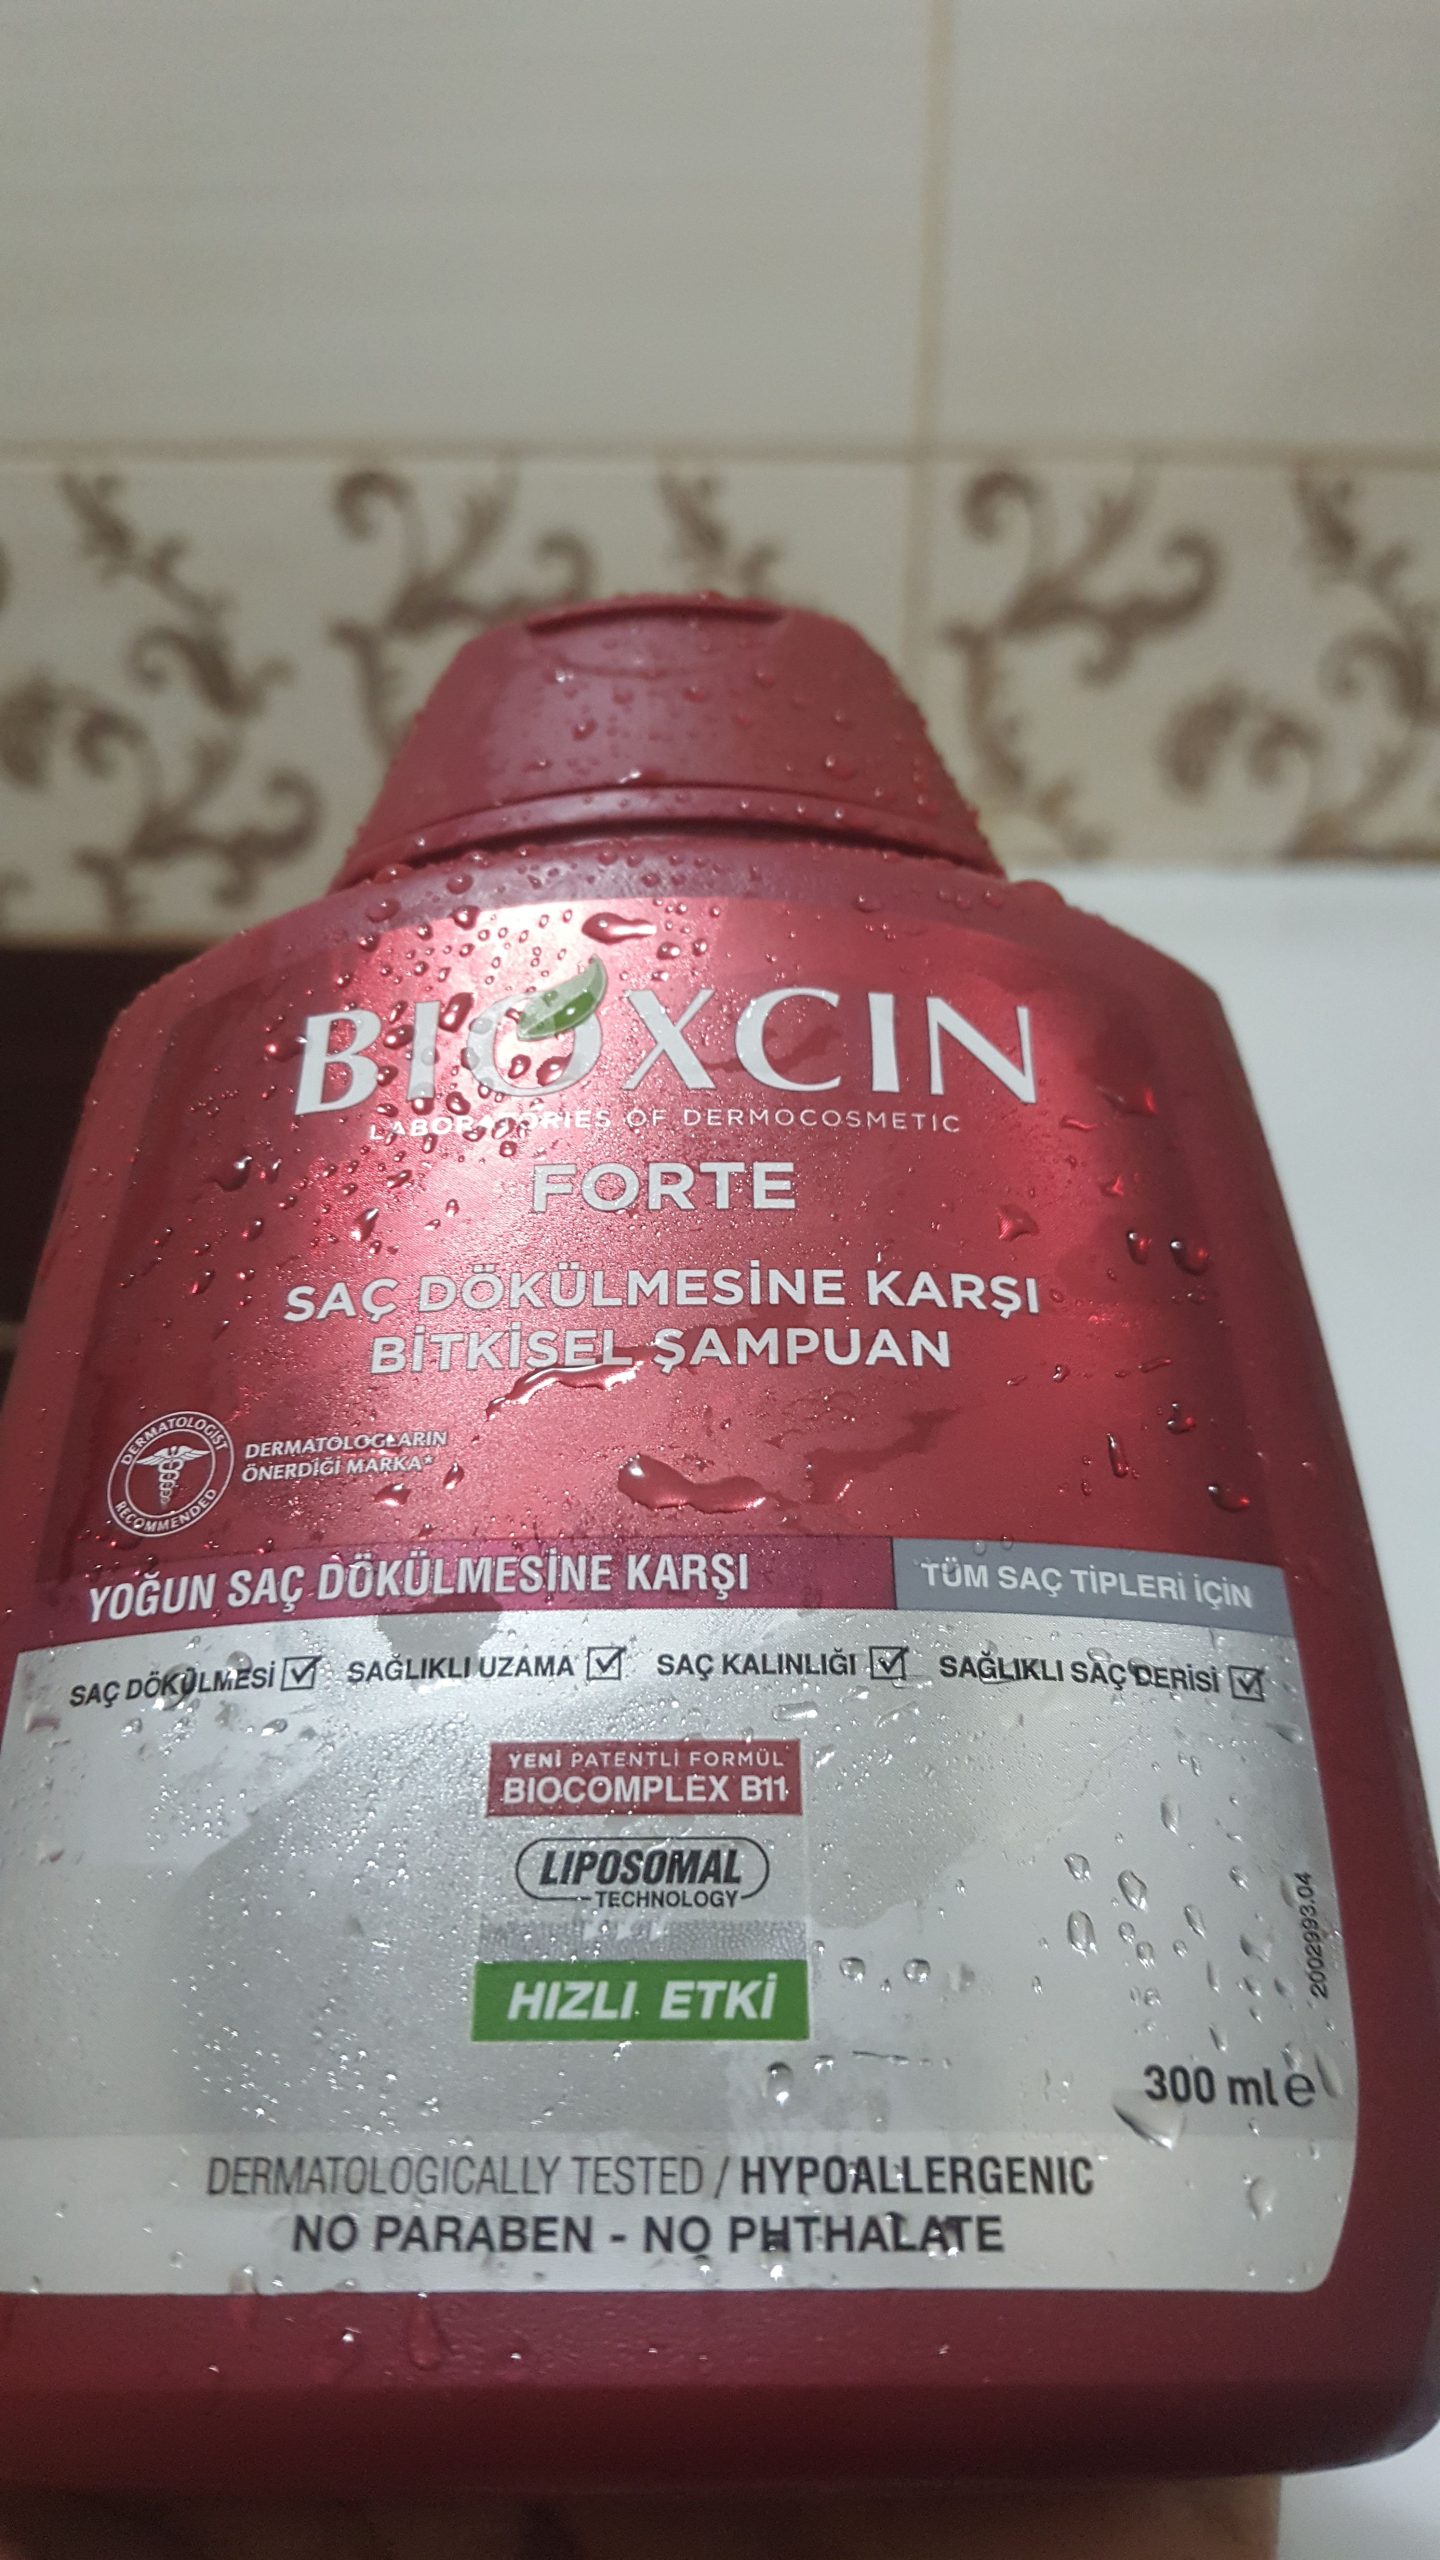 BIOXCIN
LABORATORIES OF DERMOCOSMETIC
FORTE
SAÇ DÖKÜLMESİNE KARŞI
BİTKİSEL ŞAMPUAN
DERMATOLOGIST
RECOMMENDED
DERMATOLOGLARIN
ÖNERDİĞİ MARKA*
YOĞUN SAÇ DÖKÜLMESİNE KARŞI
TÜM SAÇ TİPLERİ İÇİN
SAÇ DÖKÜLMESİ SAĞLIKLI UZAMA SAÇ KALINLIĞI SAĞLIKLI SAÇ DERİSİ
YENİ PATENTLİ FORMÜL
BIOCOMPLEX B11
LIPOSOMAL
TECHNOLOGY
HIZLI ETKİ
2002993.04
300 ml e
DERMATOLOGICALLY TESTED / HYPOALLERGENIC
NO PARABEN - NO PHTHALATE